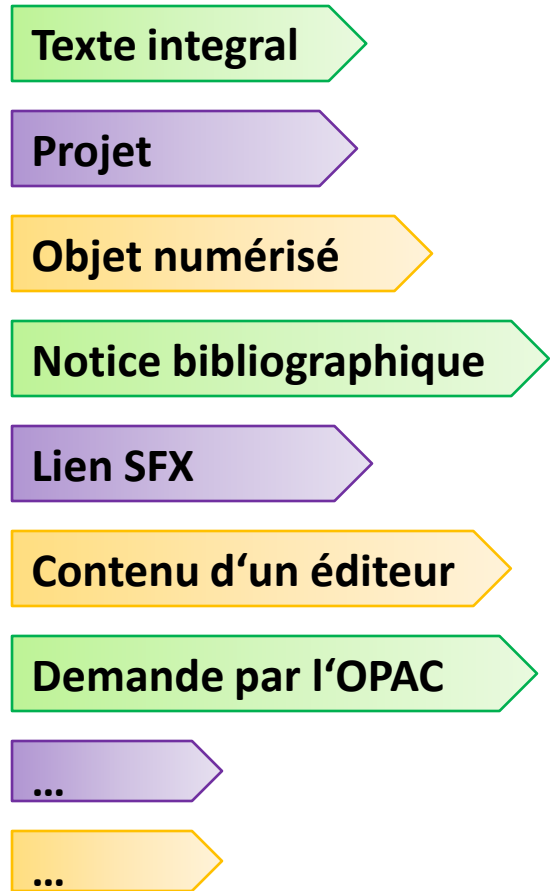 Texte integral
Projet
Objet numérisé
Notice bibliographique
Lien SFX
Contenu d‘un éditeur
Demande par l‘OPAC
...
...